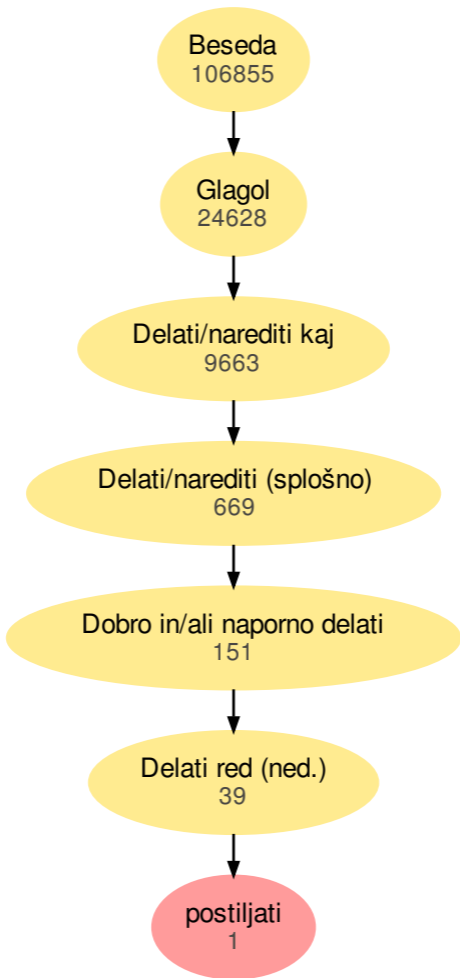 Beseda
106855
Glagol
24628
Delati/narediti kaj
9663
Delati/narediti (splošno)
669
Dobro in/ali naporno delati
151
Delati red (ned.)
39
postiljati
1